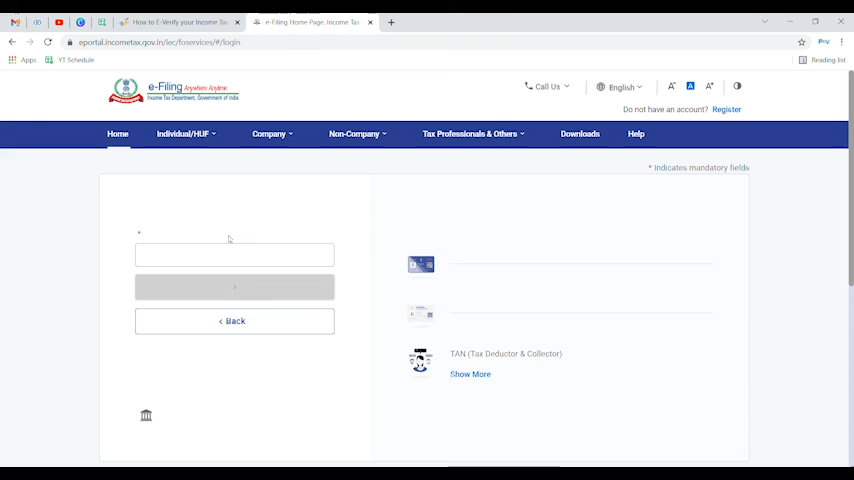 How to E-Verify your Income Tax
e-Filing Home Page, Income Tax
eportal.incometax.gov.in/iec/foservices/#/login
Apps
YT Schedule
Reading list
e-Filing Anywhere Anytime
Income Tax Department, Government of India
Call Us
English
A-
A
A+
Do not have an account? Register
Home
Individual/HUF
Company
Non-Company
Tax Professionals & Others
Downloads
Help
* Indicates mandatory fields
*
< Back
TAN (Tax Deductor & Collector)
Show More